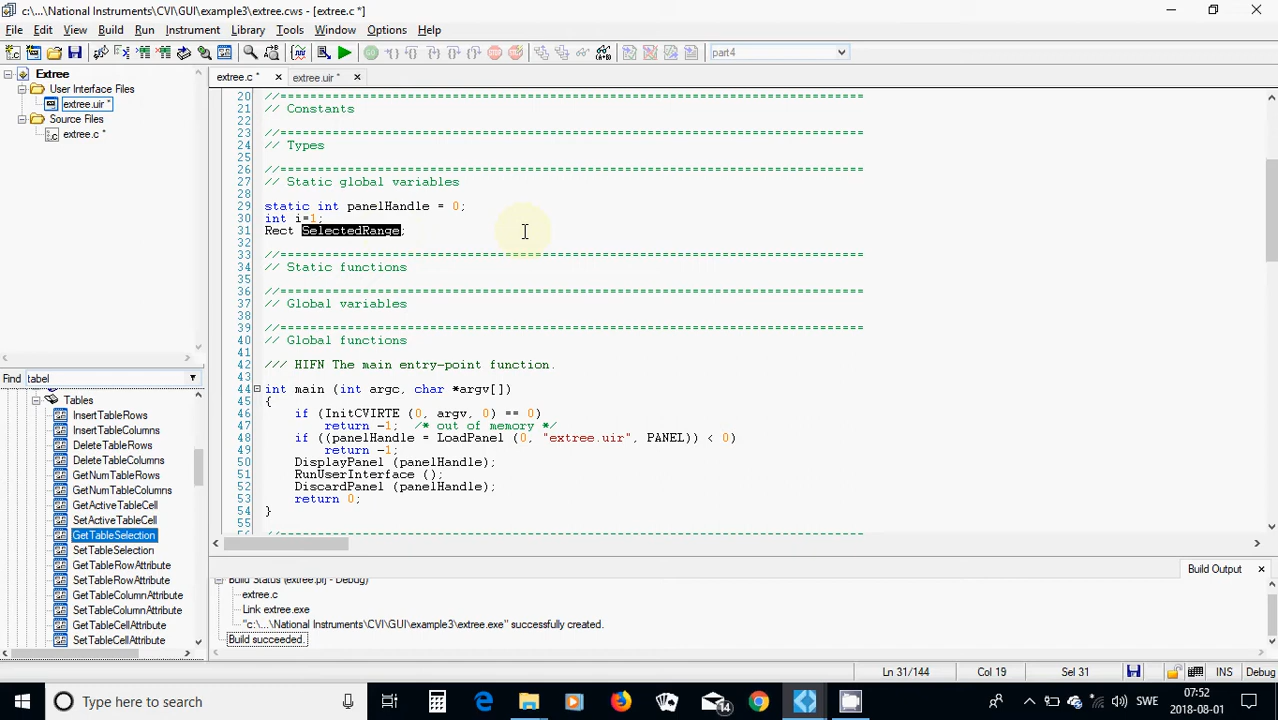 c:\...\National Instruments\CVI\GUI\example3\extree.cws - [extree.c *]
File Edit View Build Run Instrument Library Tools Window Options Help
part4
Extree
User Interface Files
extree.uir *
Source Files
extree.c *
extree.c * extree.uir *
20 //==============================================================================
21 // Constants
22
23 //==============================================================================
24 // Types
25
26 //==============================================================================
27 // Static global variables
28
29 static int panelHandle = 0;
30 int i=1;
31 Rect SelectedRange;
32
33 //==============================================================================
34 // Static functions
35
36 //==============================================================================
37 // Global variables
38
39 //==============================================================================
40 // Global functions
41
42 /// HIFN The main entry-point function.
43
44 int main (int argc, char *argv[])
45 {
46 if (InitCVIRTE (0, argv, 0) == 0)
47 return -1; /* out of memory */
48 if ((panelHandle = LoadPanel (0, "extree.uir", PANEL)) < 0)
49 return -1;
50 DisplayPanel (panelHandle);
51 RunUserInterface ();
52 DiscardPanel (panelHandle);
53 return 0;
54 }
55
56 //==============================================================================
Find tabel
Tables
InsertTableRows
InsertTableColumns
DeleteTableRows
DeleteTableColumns
GetNumTableRows
GetNumTableColumns
GetActiveTableCell
SetActiveTableCell
GetTableSelection
SetTableSelection
GetTableRowAttribute
SetTableRowAttribute
GetTableColumnAttribute
SetTableColumnAttribute
GetTableCellAttribute
SetTableCellAttribute
Build Output
Build Status (extree.prj - Debug)
extree.c
Link extree.exe
"c:\...\National Instruments\CVI\GUI\example3\extree.exe" successfully created.
Build succeeded.
Ln 31/144 Col 19 Sel 31 INS Debug
Type here to search
14
SWE
07:52
2018-08-01